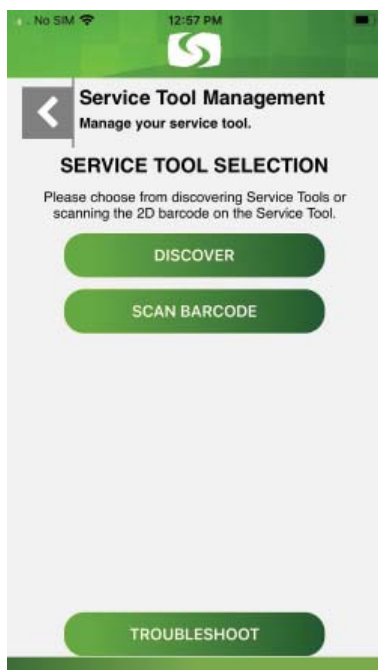 No SIM 12:57 PM
Service Tool Management
Manage your service tool.
SERVICE TOOL SELECTION
Please choose from discovering Service Tools or
scanning the 2D barcode on the Service Tool.
DISCOVER
SCAN BARCODE
TROUBLESHOOT